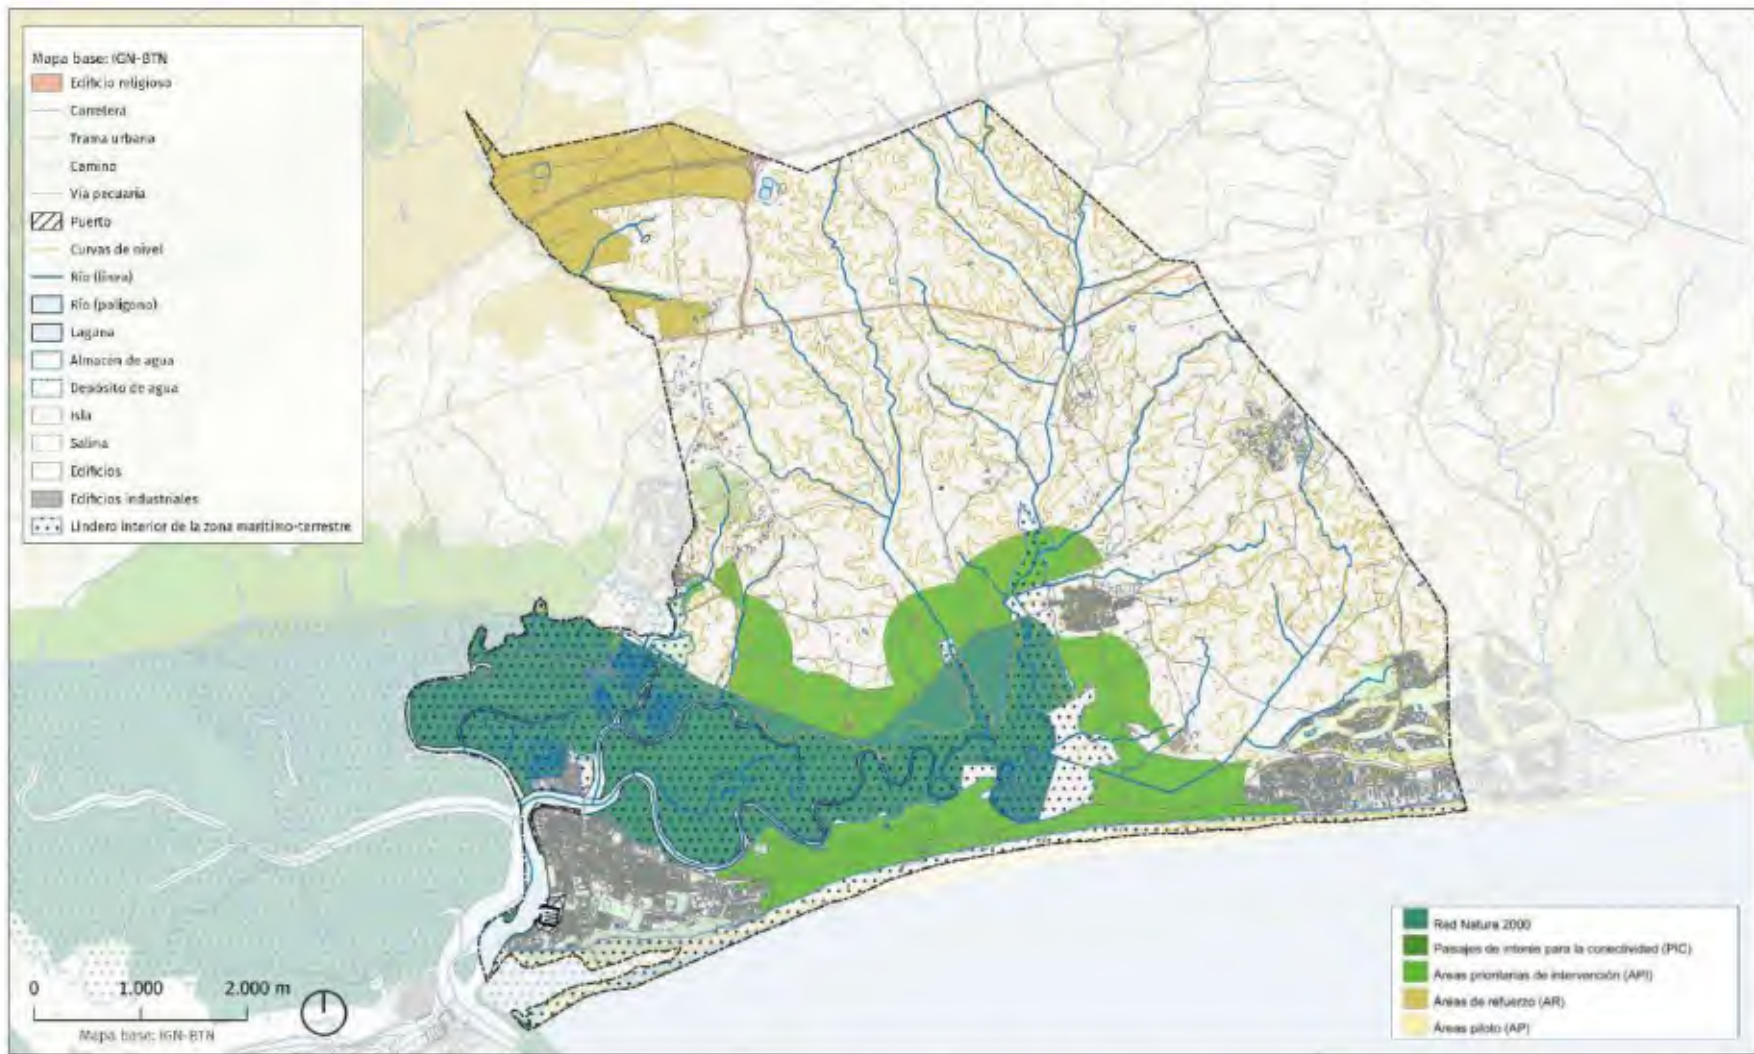 Mapa base: IGN-BTN
Edificio religioso
Carretera
Trama urbana
Camino
Vía pecuaria
Puerto
Curvas de nivel
Río (línea)
Río (polígono)
Laguna
Almacén de agua
Depósito de agua
Isla
Salina
Edificios
Edificios industriales
Lindero interior de la zona marítimo-terrestre
0 1.000 2.000 m
Mapa base: IGN-BTN
Red Natura 2000
Paisajes de interés para la conectividad (PIC)
Áreas prioritarias de intervención (API)
Áreas de refuerzo (AR)
Áreas piloto (AP)